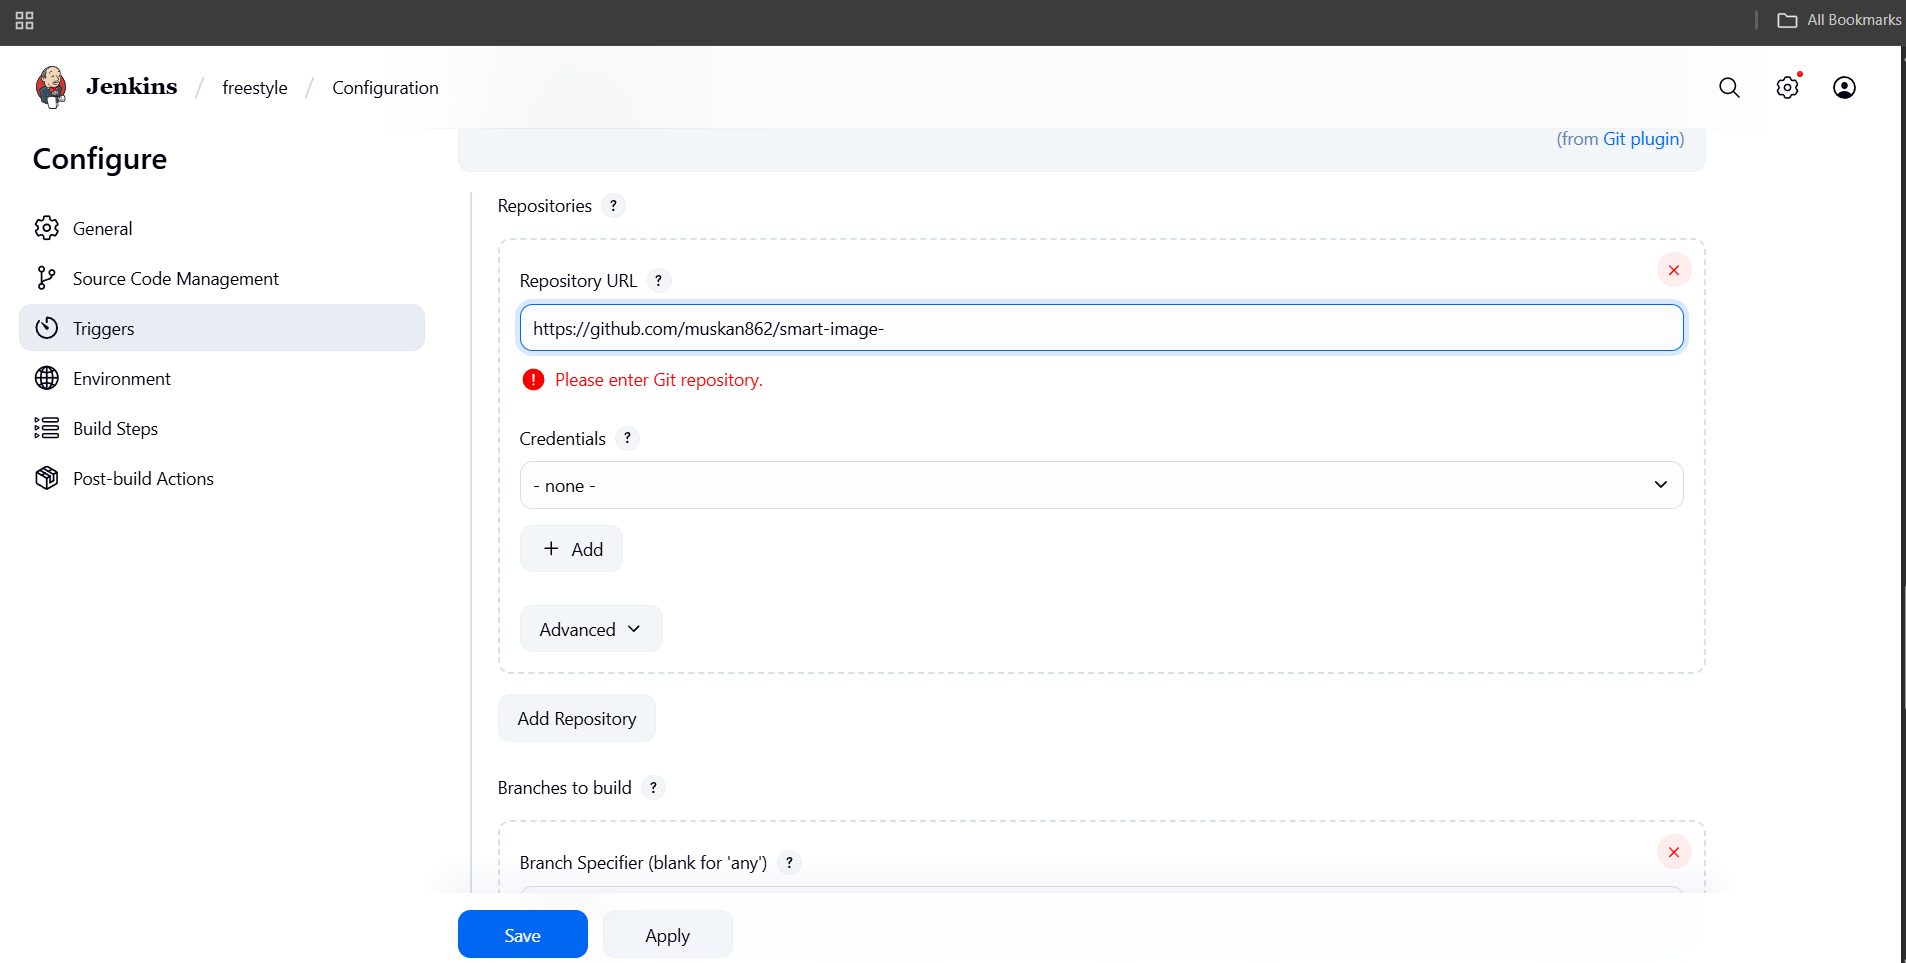 All Bookmarks
Jenkins / freestyle / Configuration
(from Git plugin)
Configure
General
Source Code Management
Triggers
Environment
Build Steps
Post-build Actions
Repositories ?
Repository URL ?
https://github.com/muskan862/smart-image-
Please enter Git repository.
Credentials ?
- none -
+ Add
Advanced
Add Repository
Branches to build ?
Branch Specifier (blank for 'any') ?
Save
Apply